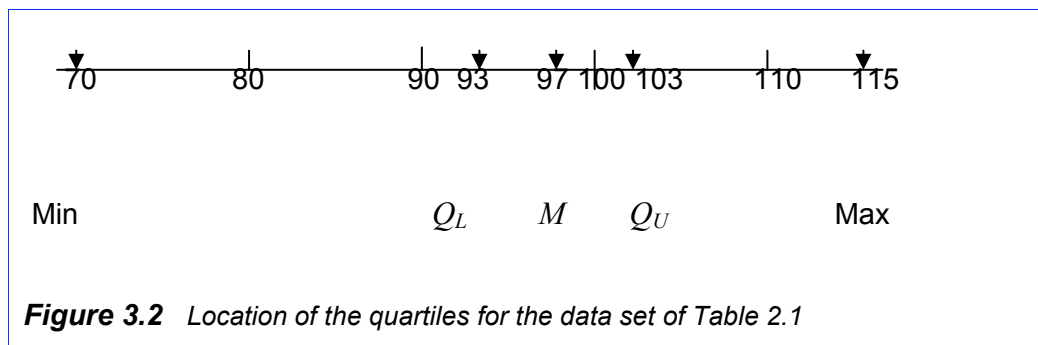 70 80 90 93 97 100 103 110 115
Min Q_L M Q_U Max
Figure 3.2 Location of the quartiles for the data set of Table 2.1